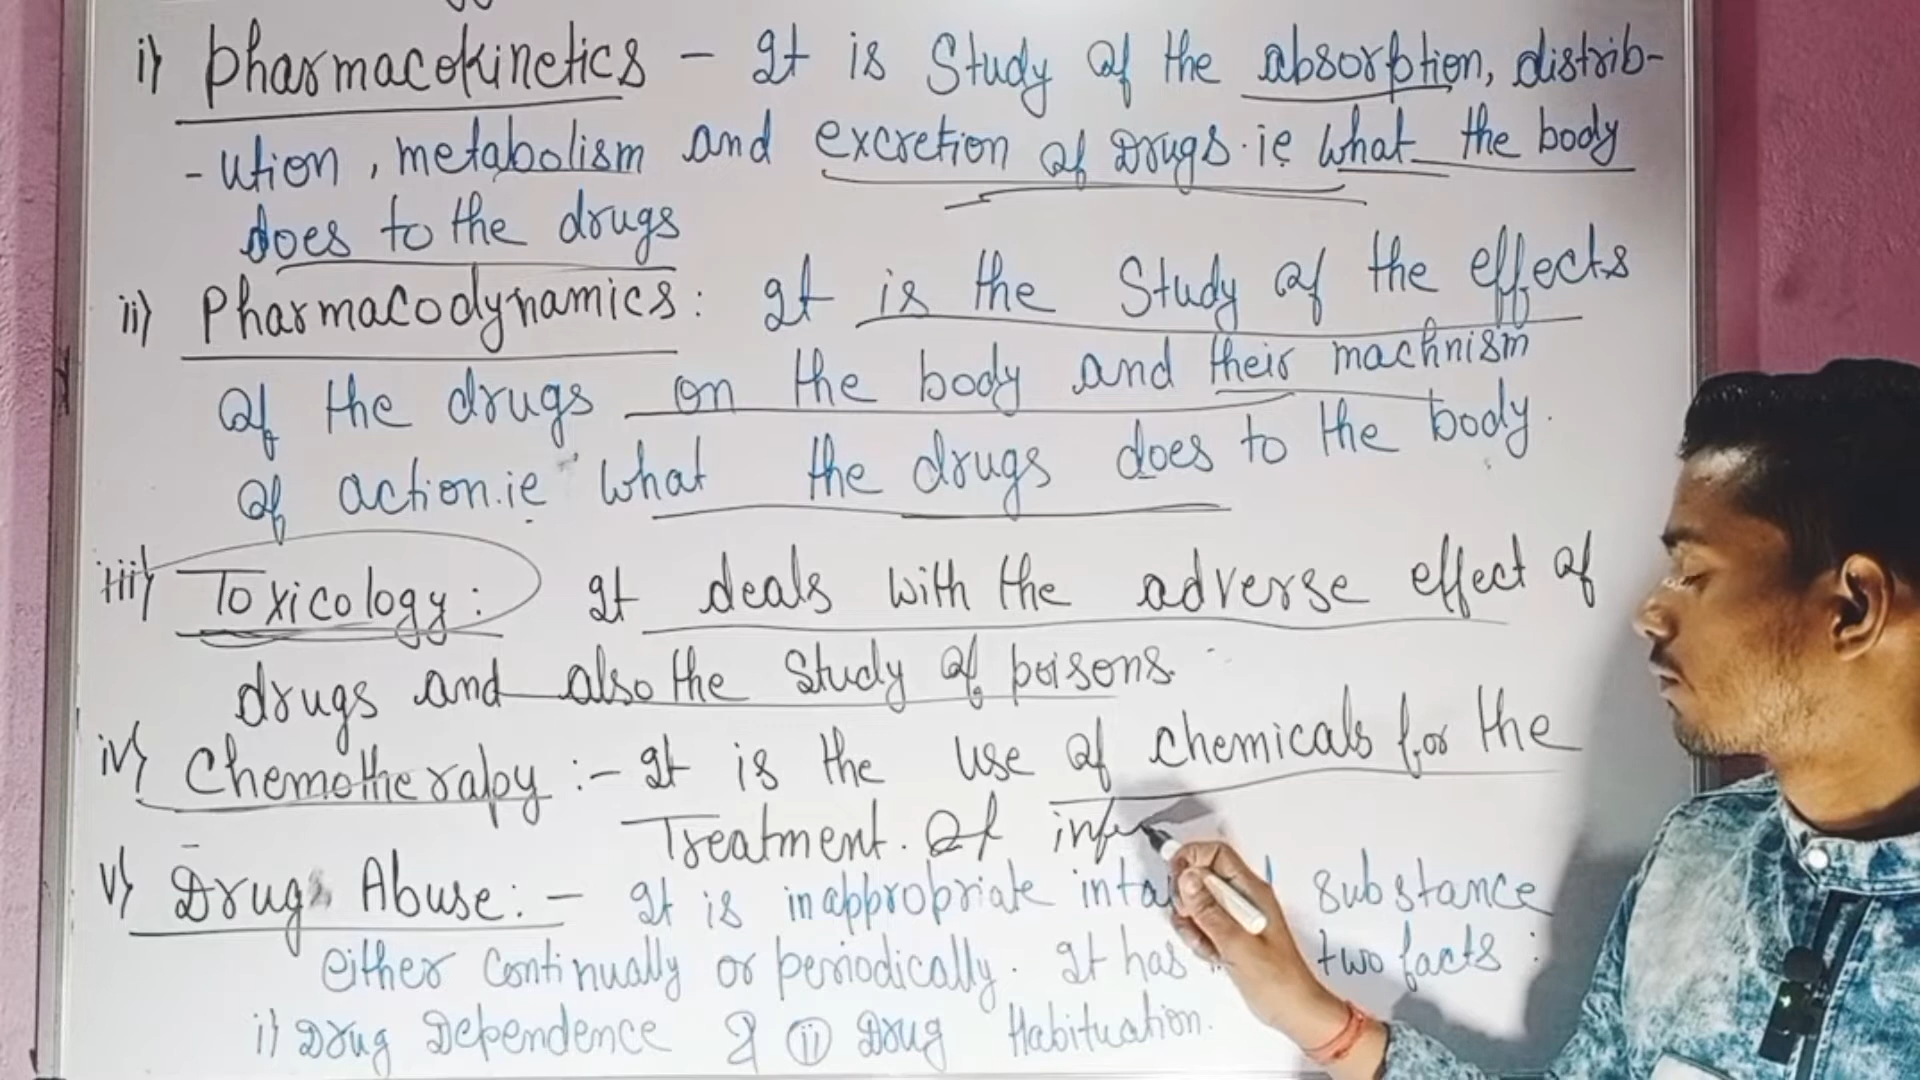 i) Pharmacokinetics - It is Study of the absorption, distrib-
-ution, metabolism and excretion of Drugs. ie what the body
does to the drugs
ii) Pharmacodynamics: It is the Study of the effects
of the drugs on the body and their machnism
of action.ie what the drugs does to the body.
iii) Toxicology: It deals with the adverse effect of
drugs and also the Study of poisons.
iv) Chemotherapy :- It is the use of chemicals for the
Treatment. of
v) Drug Abuse: - It is inappropriate substance
either continually or periodically. It has two facts:
i) Drug Dependence & (ii) Drug Habituation.